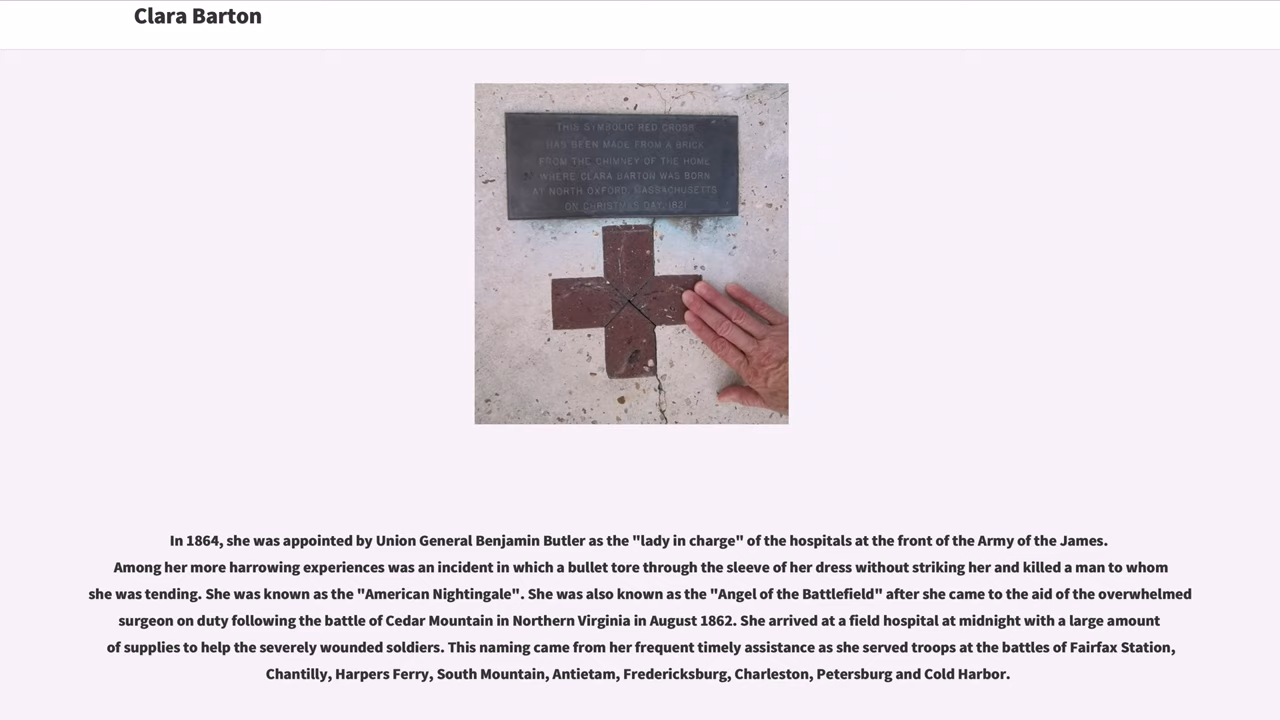 Clara Barton
THIS SYMBOLIC RED CROSS
HAS BEEN MADE FROM A BRICK
FROM THE CHIMNEY OF THE HOME
WHERE CLARA BARTON WAS BORN
AT NORTH OXFORD, MASSACHUSETTS
ON CHRISTMAS DAY, 1821
In 1864, she was appointed by Union General Benjamin Butler as the "lady in charge" of the hospitals at the front of the Army of the James.
Among her more harrowing experiences was an incident in which a bullet tore through the sleeve of her dress without striking her and killed a man to whom
she was tending. She was known as the "American Nightingale". She was also known as the "Angel of the Battlefield" after she came to the aid of the overwhelmed
surgeon on duty following the battle of Cedar Mountain in Northern Virginia in August 1862. She arrived at a field hospital at midnight with a large amount
of supplies to help the severely wounded soldiers. This naming came from her frequent timely assistance as she served troops at the battles of Fairfax Station,
Chantilly, Harpers Ferry, South Mountain, Antietam, Fredericksburg, Charleston, Petersburg and Cold Harbor.